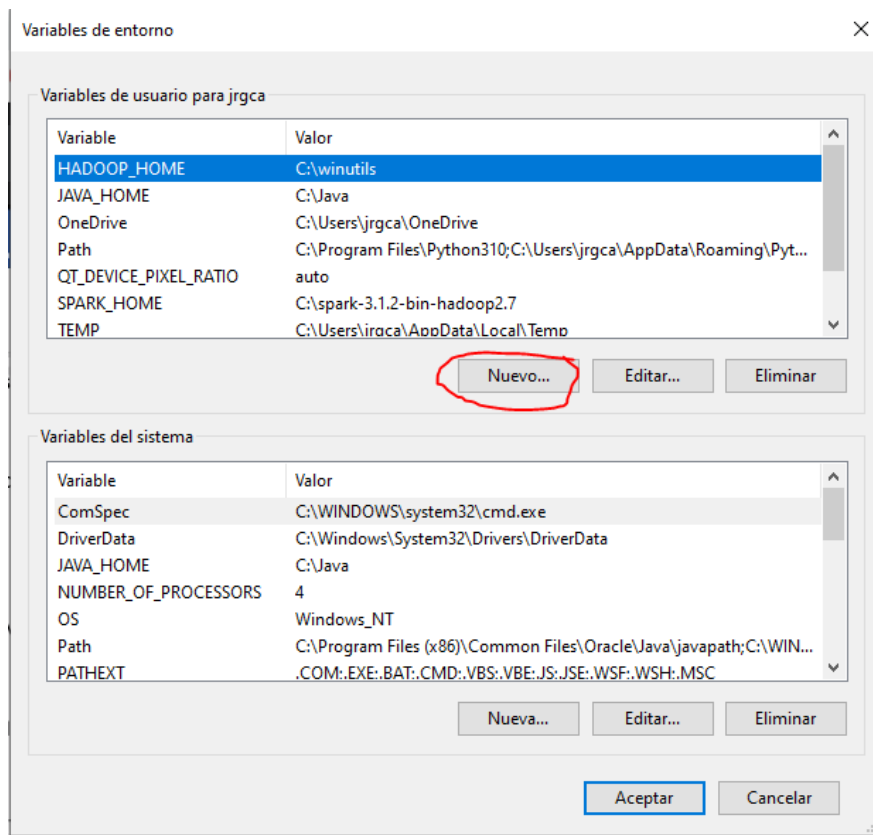 Variables de entorno
Variables de usuario para jrgca
Variable Valor
HADOOP_HOME C:\winutils
JAVA_HOME C:\Java
OneDrive C:\Users\jrgca\OneDrive
Path C:\Program Files\Python310;C:\Users\jrgca\AppData\Roaming\Pyt...
QT_DEVICE_PIXEL_RATIO auto
SPARK_HOME C:\spark-3.1.2-bin-hadoop2.7
TEMP C:\Users\jrgca\AppData\Local\Temp
Nuevo... Editar... Eliminar
Variables del sistema
Variable Valor
ComSpec C:\WINDOWS\system32\cmd.exe
DriverData C:\Windows\System32\Drivers\DriverData
JAVA_HOME C:\Java
NUMBER_OF_PROCESSORS 4
OS Windows_NT
Path C:\Program Files (x86)\Common Files\Oracle\Java\javapath;C:\WIN...
PATHEXT .COM;.EXE;.BAT;.CMD;.VBS;.VBE;.JS;.JSE;.WSF;.WSH;.MSC
Nueva... Editar... Eliminar
Aceptar Cancelar